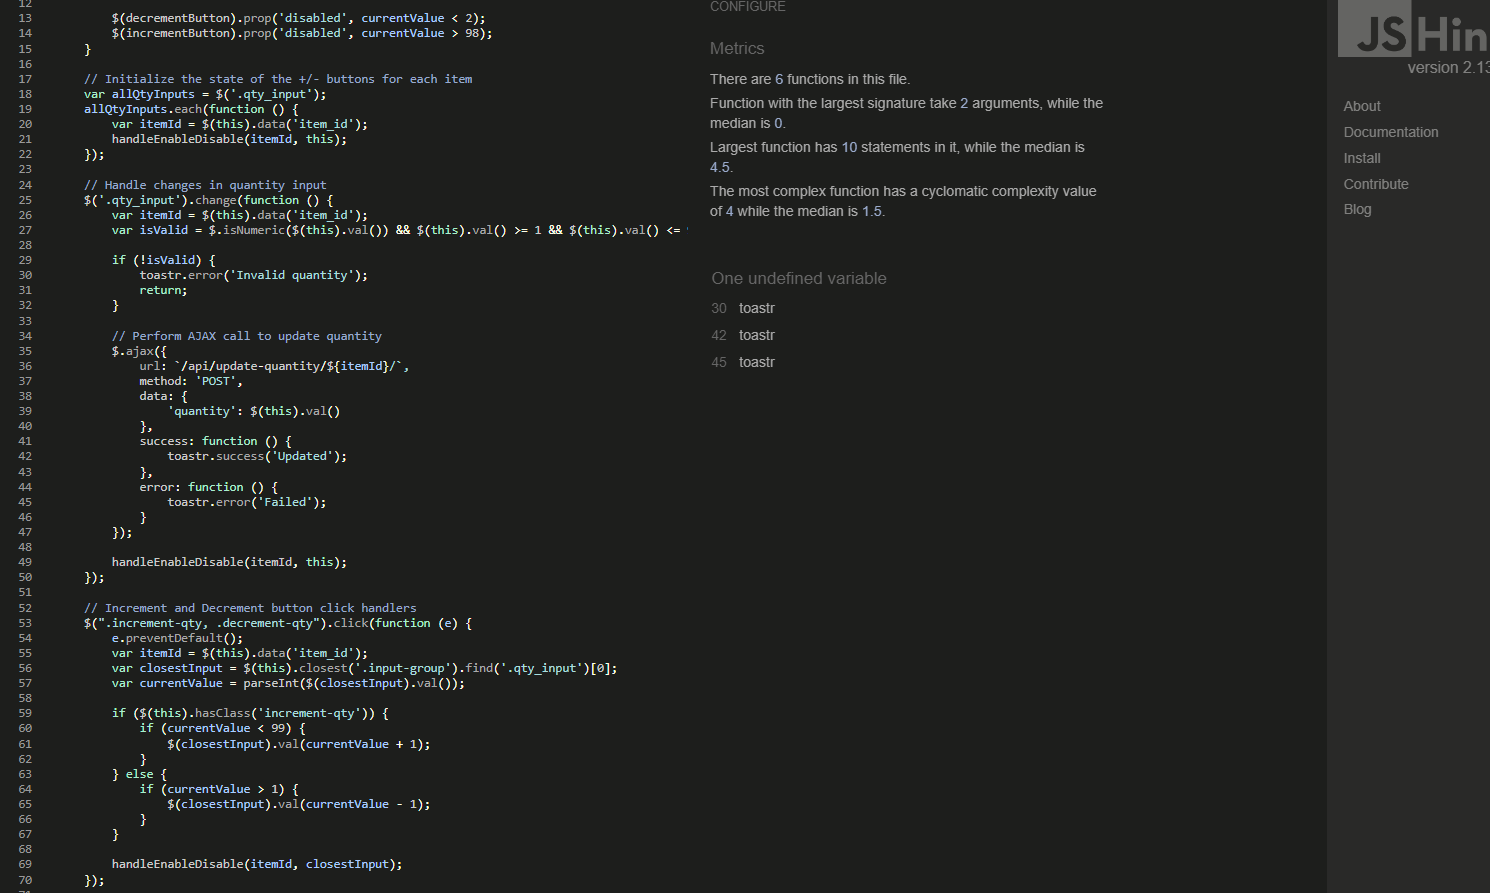 12
13 $(decrementButton).prop('disabled', currentValue < 2);
14 $(incrementButton).prop('disabled', currentValue > 98);
15 }
16
17 // Initialize the state of the +/- buttons for each item
18 var allQtyInputs = $('.qty_input');
19 allQtyInputs.each(function () {
20 var itemId = $(this).data('item_id');
21 handleEnableDisable(itemId, this);
22 });
23
24 // Handle changes in quantity input
25 $('.qty_input').change(function () {
26 var itemId = $(this).data('item_id');
27 var isValid = $.isNumeric($(this).val()) && $(this).val() >= 1 && $(this).val() <=
28
29 if (!isValid) {
30 toastr.error('Invalid quantity');
31 return;
32 }
33
34 // Perform AJAX call to update quantity
35 $.ajax({
36 url: `/api/update-quantity/${itemId}/`,
37 method: 'POST',
38 data: {
39 'quantity': $(this).val()
40 },
41 success: function () {
42 toastr.success('Updated');
43 },
44 error: function () {
45 toastr.error('Failed');
46 }
47 });
48
49 handleEnableDisable(itemId, this);
50 });
51
52 // Increment and Decrement button click handlers
53 $(".increment-qty, .decrement-qty").click(function (e) {
54 e.preventDefault();
55 var itemId = $(this).data('item_id');
56 var closestInput = $(this).closest('.input-group').find('.qty_input')[0];
57 var currentValue = parseInt($(closestInput).val());
58
59 if ($(this).hasClass('increment-qty')) {
60 if (currentValue < 99) {
61 $(closestInput).val(currentValue + 1);
62 }
63 } else {
64 if (currentValue > 1) {
65 $(closestInput).val(currentValue - 1);
66 }
67 }
68
69 handleEnableDisable(itemId, closestInput);
70 });
CONFIGURE
Metrics
There are 6 functions in this file.
Function with the largest signature take 2 arguments, while the
median is 0.
Largest function has 10 statements in it, while the median is
4.5.
The most complex function has a cyclomatic complexity value
of 4 while the median is 1.5.
One undefined variable
30 toastr
42 toastr
45 toastr
JSHin
version 2.13
About
Documentation
Install
Contribute
Blog